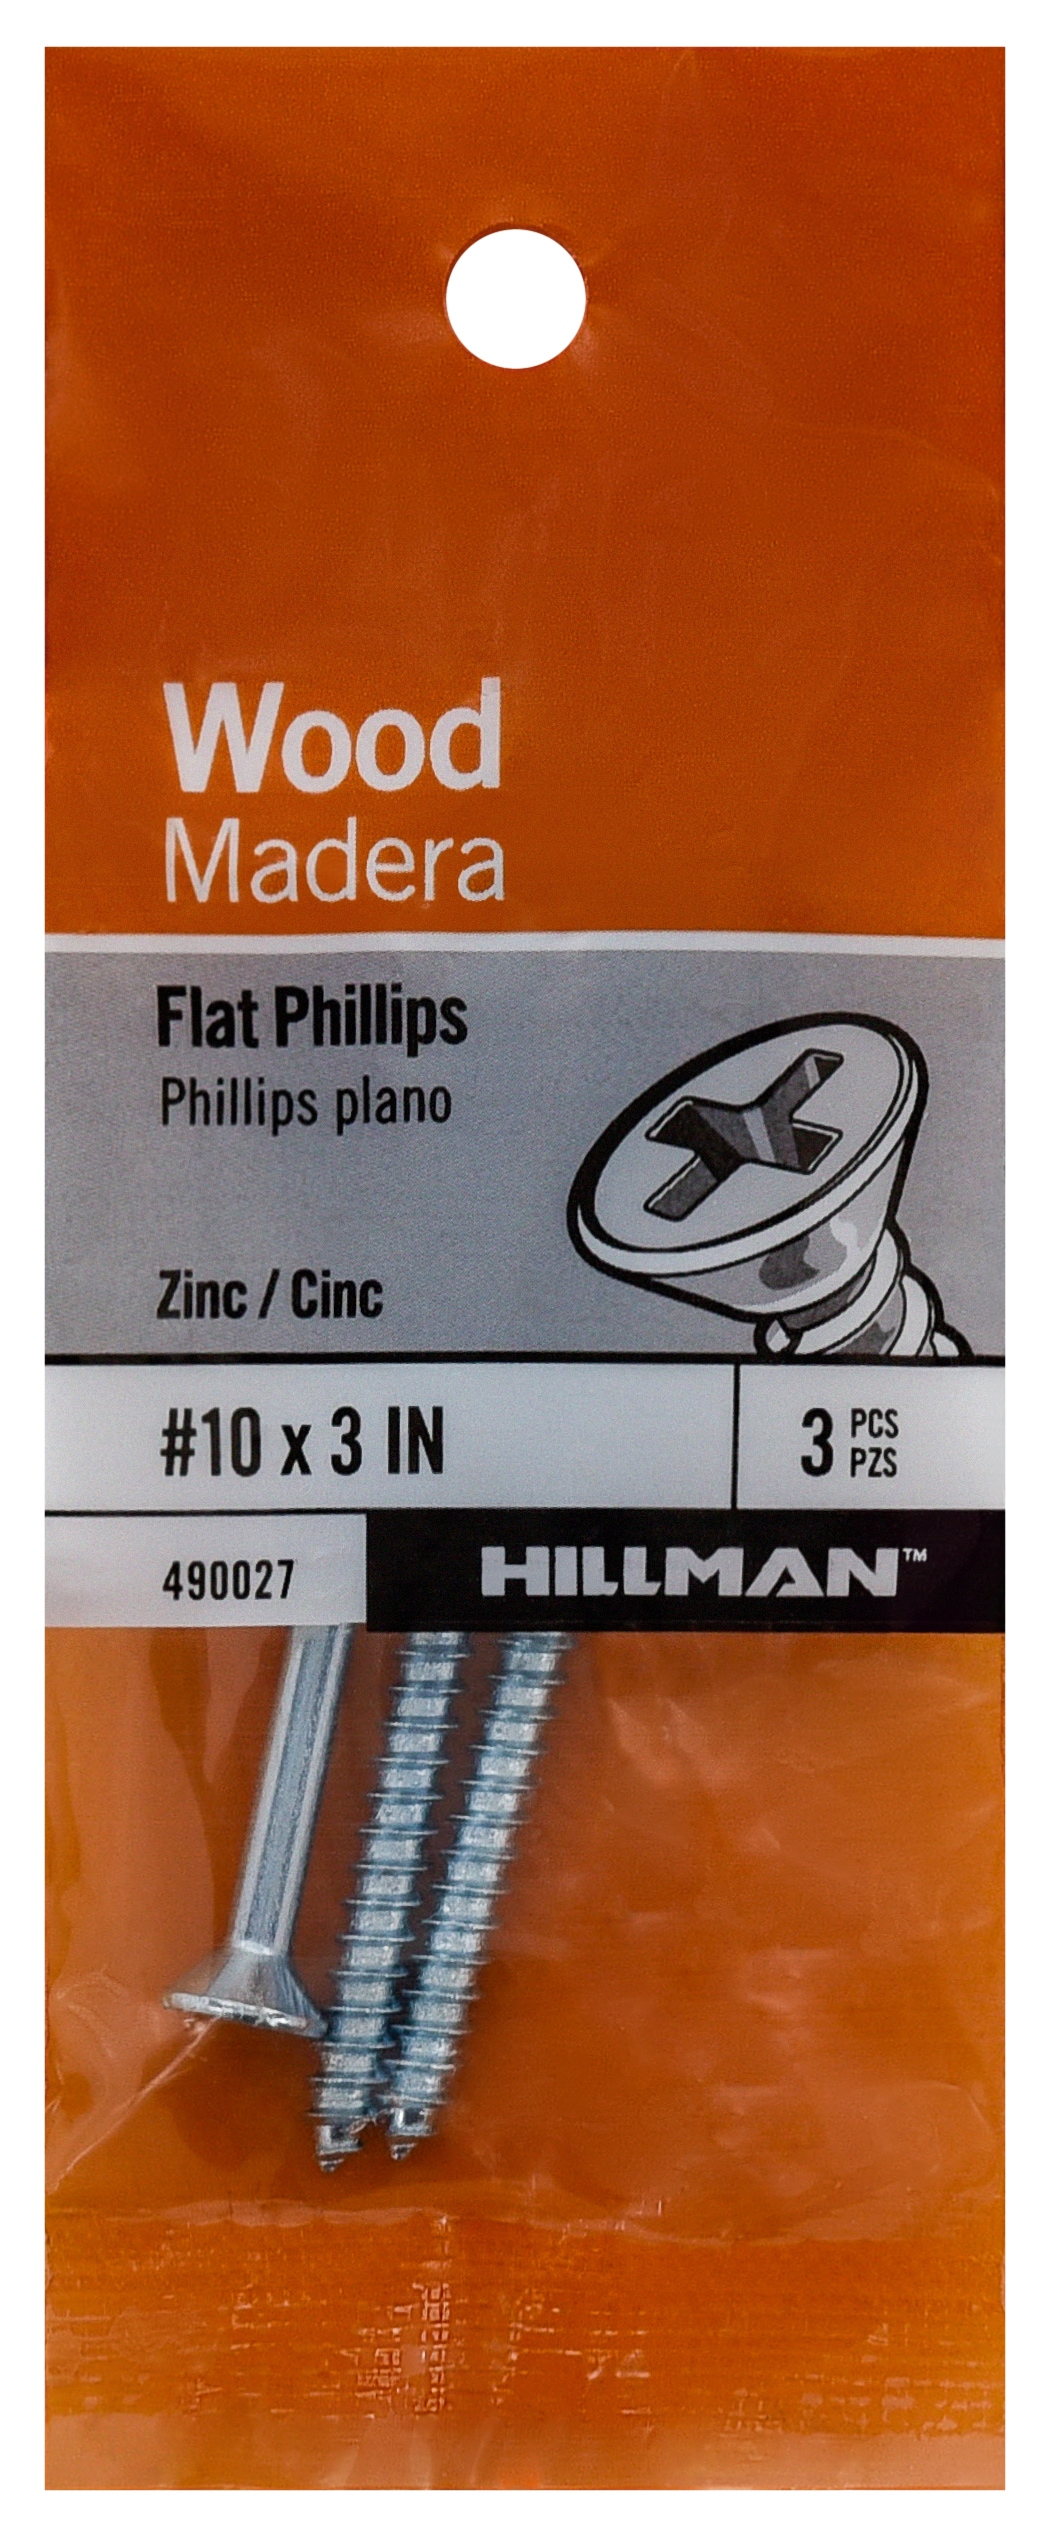 Wood
Madera
Flat Phillips
Phillips plano
Zinc / Cinc
#10 x 3 IN
3 PCS
PZS
490027
HILLMAN™